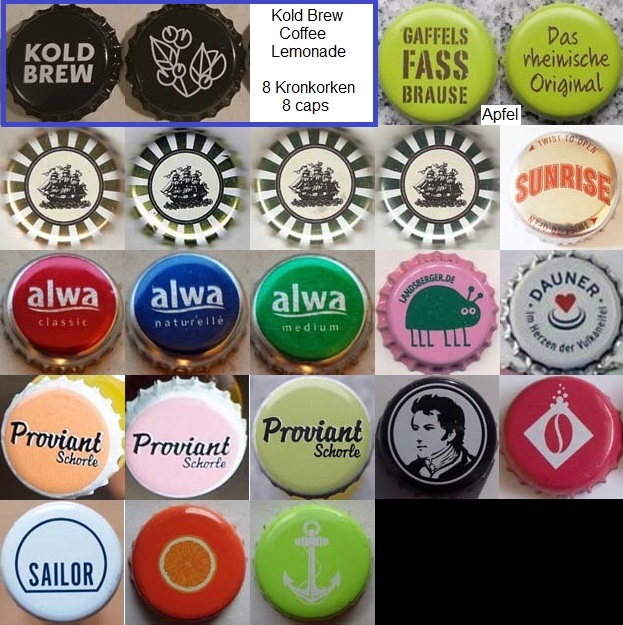 KOLD
BREW
Kold Brew
Coffee
Lemonade
8 Kronkorken
8 caps
GAFFELS
FASS
BRAUSE
Das
rheinische
Original
Apfel
TWIST TO OPEN
SUNRISE
alwa
classic
alwa
naturelle
alwa
medium
LANDSBERGER.DE
DAUNER
im Herzen der Vulkaneifel
Proviant
Schorle
Proviant
Schorle
Proviant
Schorle
SAILOR